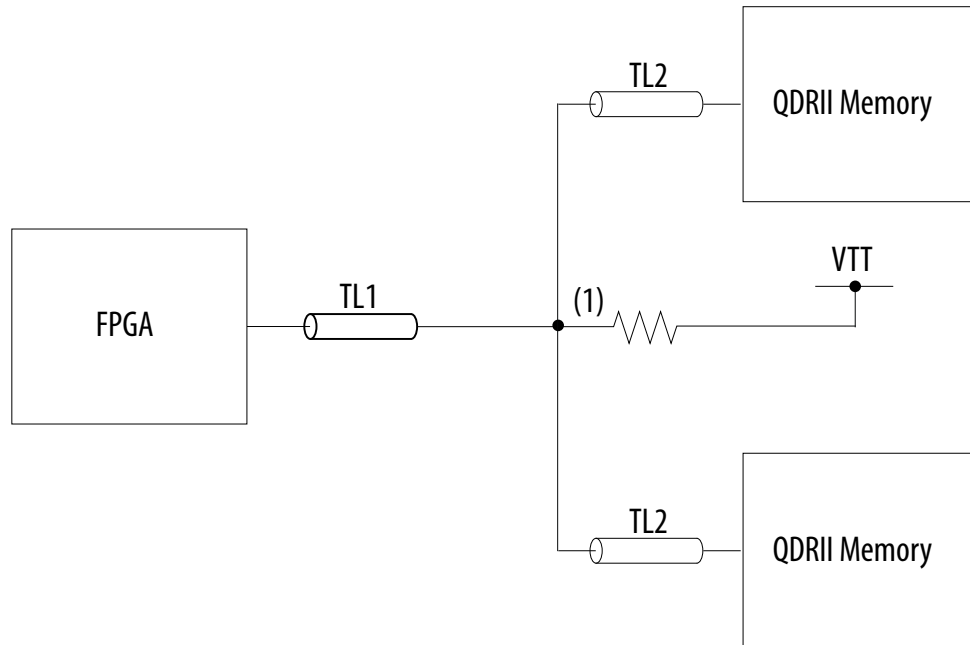 TL2
QDRII Memory
VTT
TL1
(1)
FPGA
TL2
QDRII Memory